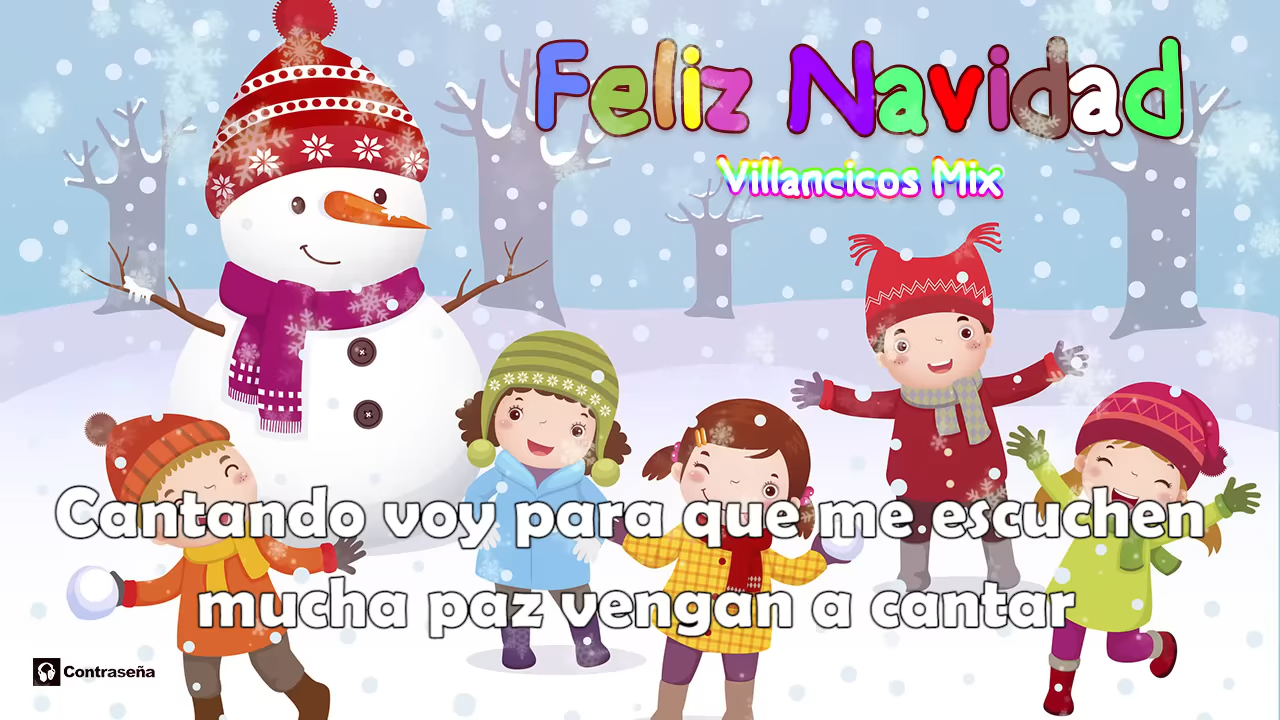 Feliz Navidad
Villancicos Mix
Cantando voy para que me escuchen
mucha paz vengan a cantar
Contraseña